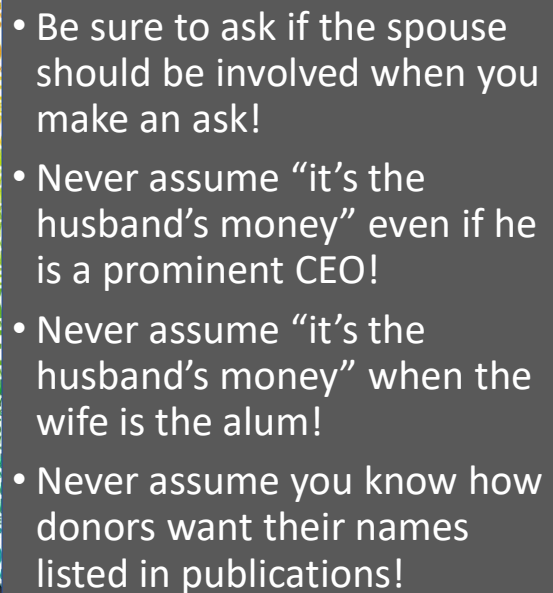 • Be sure to ask if the spouse
should be involved when you
make an ask!
• Never assume “it’s the
husband’s money” even if he
is a prominent CEO!
• Never assume “it’s the
husband’s money” when the
wife is the alum!
• Never assume you know how
donors want their names
listed in publications!